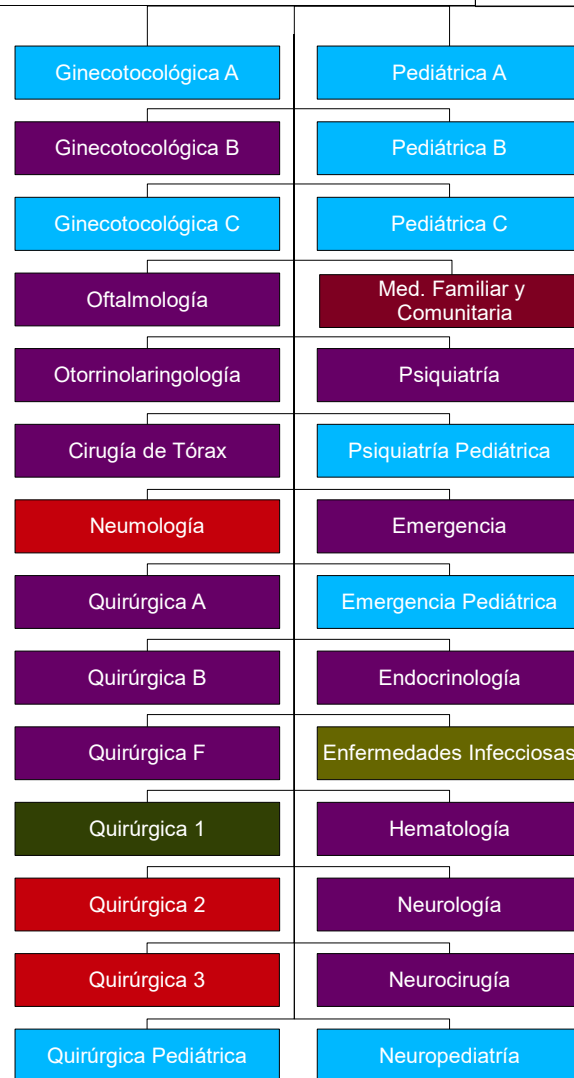 Ginecotocológica A
Pediátrica A
Ginecotocológica B
Pediátrica B
Ginecotocológica C
Pediátrica C
Oftalmología
Med. Familiar y
Comunitaria
Otorrinolaringología
Psiquiatría
Cirugía de Tórax
Psiquiatría Pediátrica
Neumología
Emergencia
Quirúrgica A
Emergencia Pediátrica
Quirúrgica B
Endocrinología
Quirúrgica F
Enfermedades Infecciosas
Quirúrgica 1
Hematología
Quirúrgica 2
Neurología
Quirúrgica 3
Neurocirugía
Quirúrgica Pediátrica
Neuropediatría